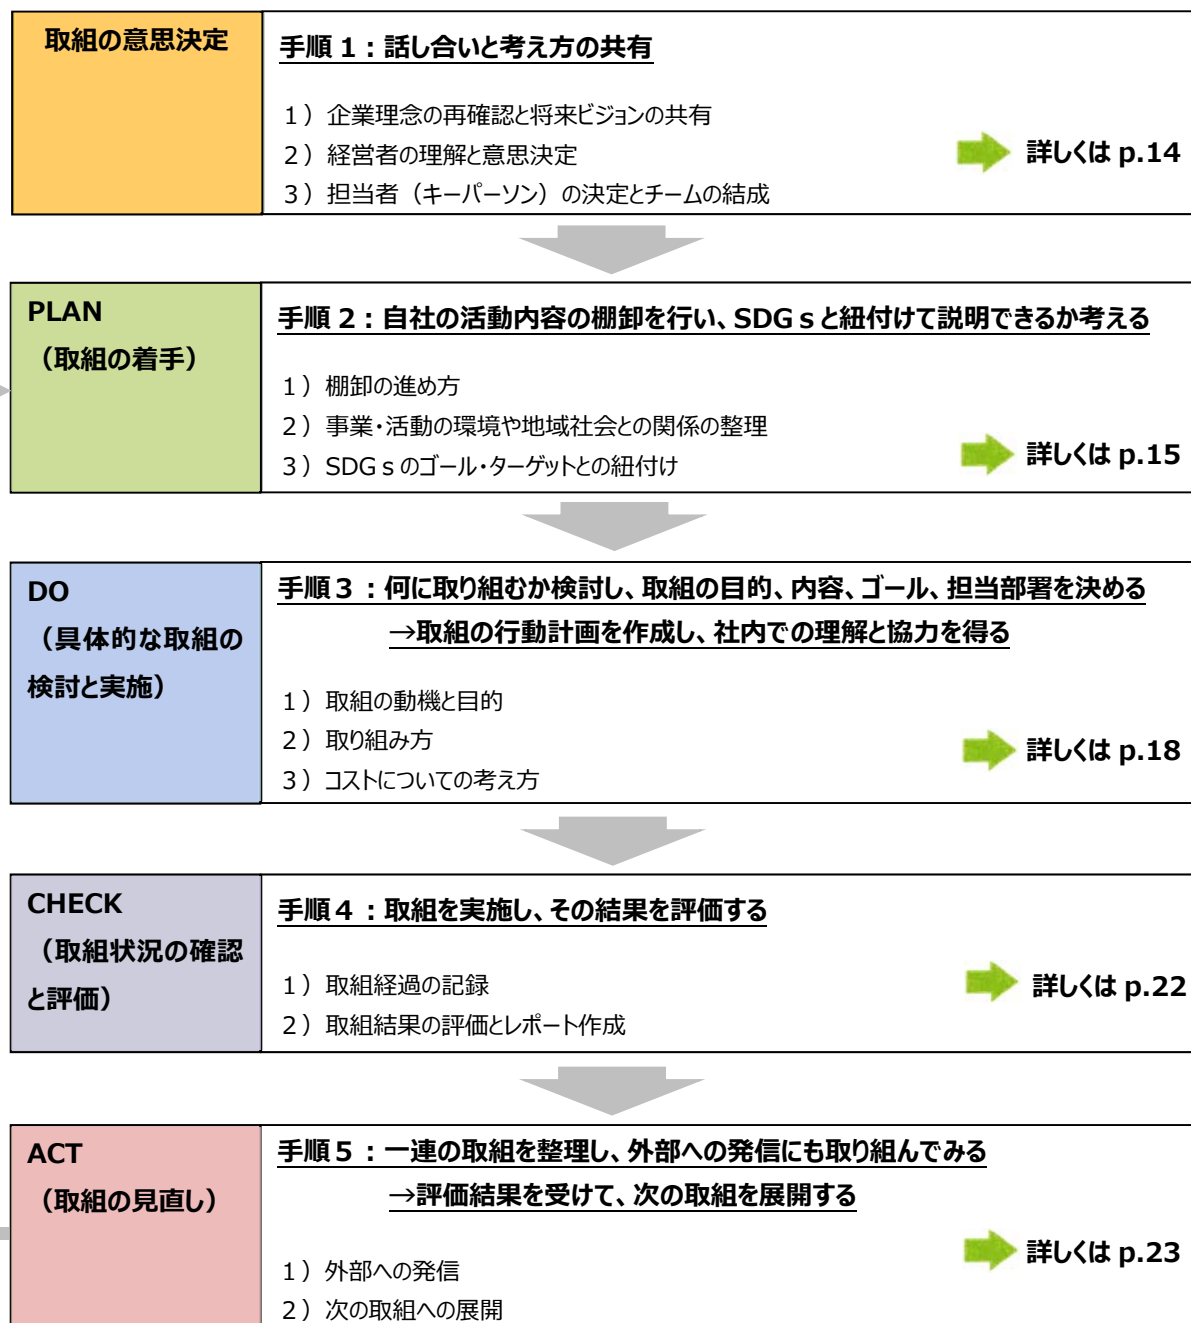 取組の意思決定
手順 1：話し合いと考え方の共有
1）企業理念の再確認と将来ビジョンの共有
2）経営者の理解と意思決定
3）担当者（キーパーソン）の決定とチームの結成
詳しくは p.14
PLAN
（取組の着手）
手順 2：自社の活動内容の棚卸を行い、SDGｓと紐付けて説明できるか考える
1）棚卸の進め方
2）事業・活動の環境や地域社会との関係の整理
3）SDGｓのゴール・ターゲットとの紐付け
詳しくは p.15
DO
（具体的な取組の
検討と実施）
手順３：何に取り組むか検討し、取組の目的、内容、ゴール、担当部署を決める
→取組の行動計画を作成し、社内での理解と協力を得る
1）取組の動機と目的
2）取り組み方
3）コストについての考え方
詳しくは p.18
CHECK
（取組状況の確認
と評価）
手順４：取組を実施し、その結果を評価する
1）取組経過の記録
2）取組結果の評価とレポート作成
詳しくは p.22
ACT
（取組の見直し）
手順５：一連の取組を整理し、外部への発信にも取り組んでみる
→評価結果を受けて、次の取組を展開する
1）外部への発信
2）次の取組への展開
詳しくは p.23